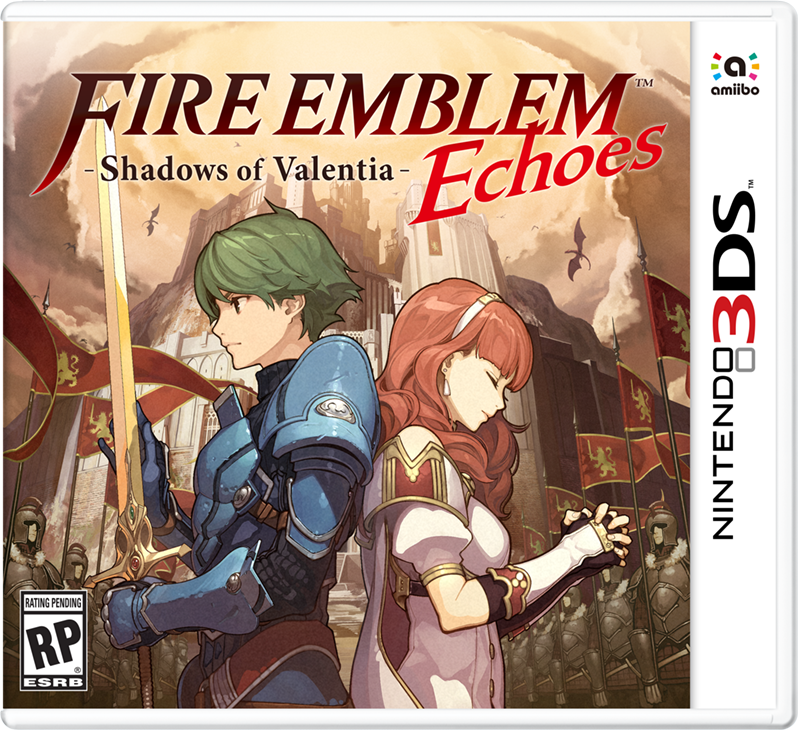 FIRE EMBLEM™
Echoes
- Shadows of Valentia -
amiibo
NINTENDO 3DS™
RATING PENDING
RP
®
ESRB